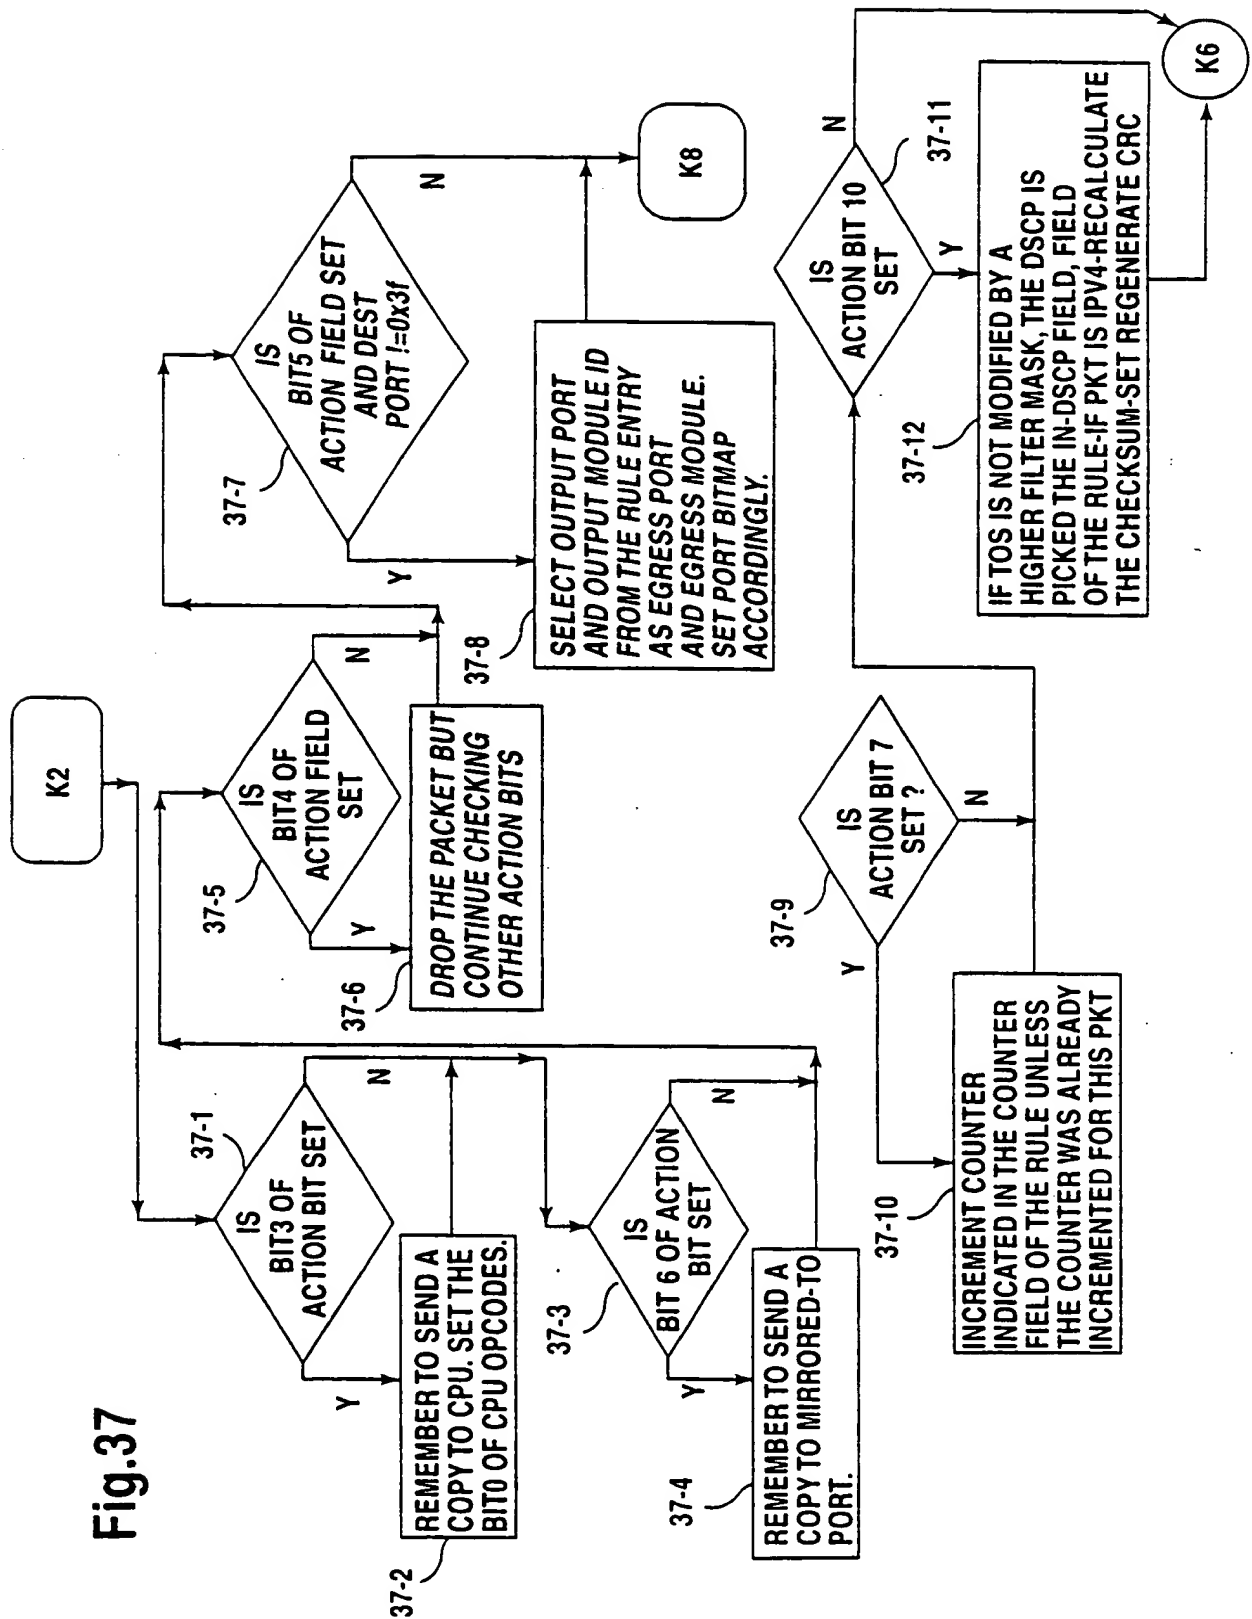 Fig.37
K2
37-1
IS
BIT3 OF
ACTION BIT SET
Y
N
37-2
REMEMBER TO SEND A
COPY TO CPU. SET THE
BIT0 OF CPU OPCODES.
37-3
IS
BIT 6 OF ACTION
BIT SET
Y
N
37-4
REMEMBER TO SEND A
COPY TO MIRRORED-TO
PORT.
37-5
IS
BIT4 OF
ACTION FIELD
SET
Y
N
37-6
DROP THE PACKET BUT
CONTINUE CHECKING
OTHER ACTION BITS
37-7
IS
BIT5 OF
ACTION FIELD SET
AND DEST
PORT !=0x3f
Y
N
37-8
SELECT OUTPUT PORT
AND OUTPUT MODULE ID
FROM THE RULE ENTRY
AS EGRESS PORT
AND EGRESS MODULE.
SET PORT BITMAP
ACCORDINGLY.
K8
37-9
IS
ACTION BIT 7
SET ?
Y
N
37-10
INCREMENT COUNTER
INDICATED IN THE COUNTER
FIELD OF THE RULE UNLESS
THE COUNTER WAS ALREADY
INCREMENTED FOR THIS PKT
37-11
IS
ACTION BIT 10
SET
N
Y
37-12
IF TOS IS NOT MODIFIED BY A
HIGHER FILTER MASK, THE DSCP IS
PICKED THE IN-DSCP FIELD, FIELD
OF THE RULE-IF PKT IS IPV4-RECALCULATE
THE CHECKSUM-SET REGENERATE CRC
K6